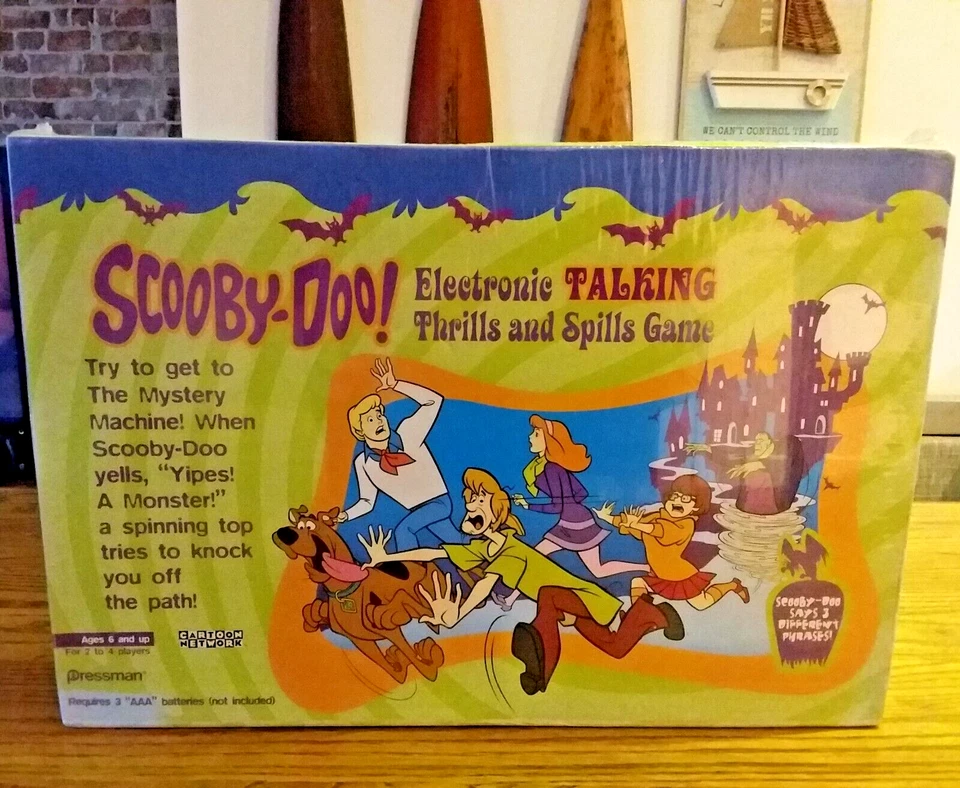 WE CAN'T CONTROL THE WIND
SCOOBY-DOO!
Electronic TALKING
Thrills and Spills Game
Try to get to
The Mystery
Machine! When
Scooby-Doo
yells, “Yipes!
A Monster!”
a spinning top
tries to knock
you off
the path!
SCOOBY-DOO
SAYS 3
DIFFERENT
PHRASES!
Ages 6 and up
For 2 to 4 players
CARTOON
NETWORK
Pressman
Requires 3 "AAA" batteries (not included)